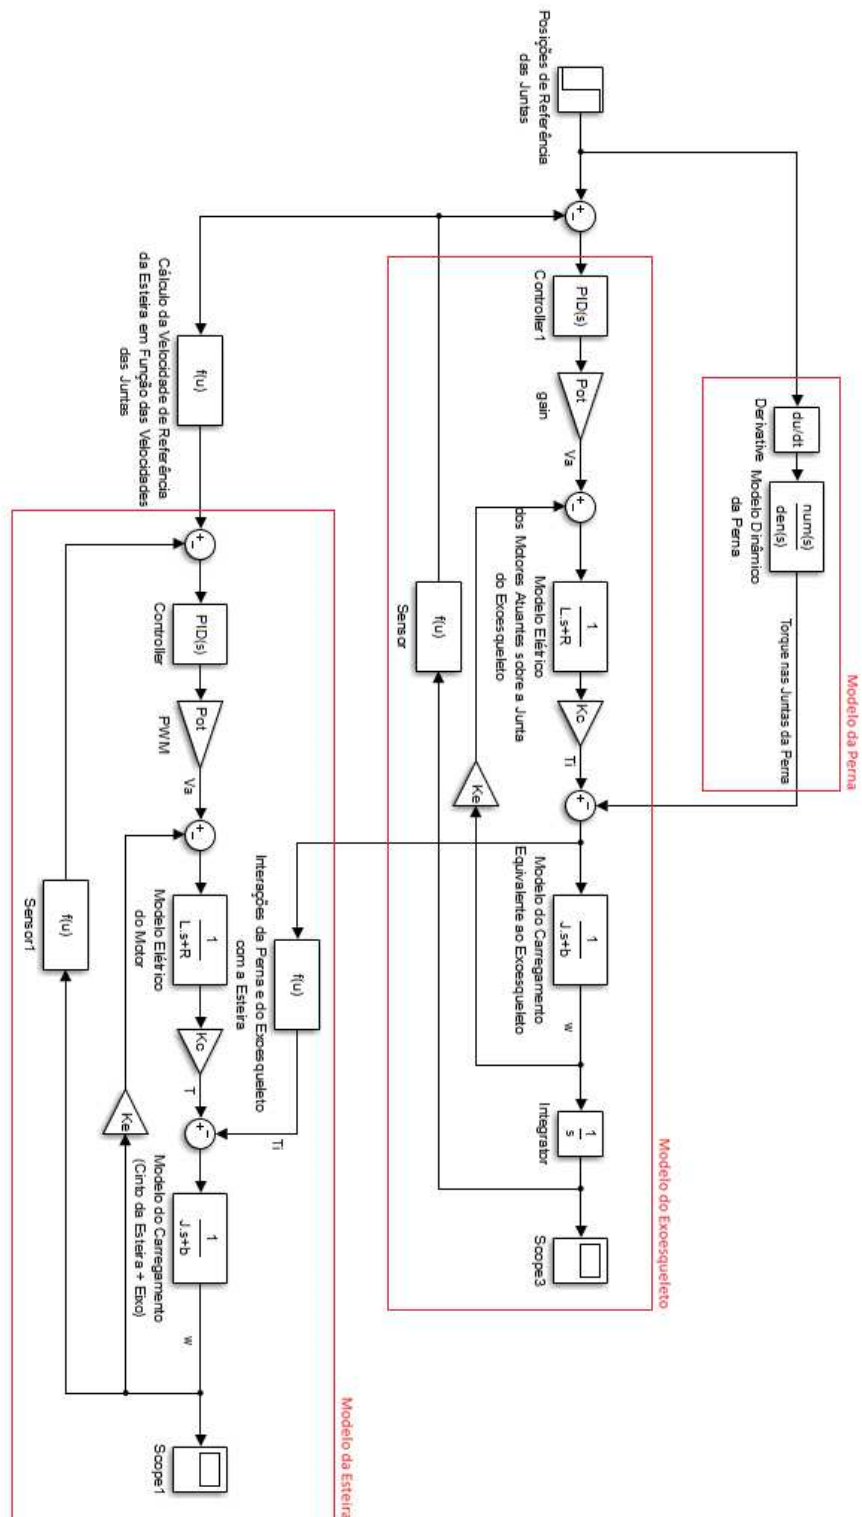 Modelo da Perna
du/dt
Derivative
num(s)
den(s)
Modelo Dinâmico
da Perna
Torque nas Juntas da Perna
Modelo do Exoesqueleto
Posições de Referência
das Juntas
+
-
PID(s)
Controller1
Pot
gain
Va
+
-
1
L.s+R
Modelo Elétrico
dos Motores Atuantes sobre a Junta
do Exoesqueleto
Kc
Ti
+
-
1
J.s+b
Modelo do Carregamento
Equivalente ao Exoesqueleto
w
1
s
Integrator
Scope3
Ke
f(u)
Sensor
Modelo da Esteira
f(u)
Interações da Perna e do Exoesqueleto
com a Esteira
Ti
f(u)
Cálculo da Velocidade de Referência
da Esteira em Função das Velocidades
das Juntas
+
-
PID(s)
Controller
Pot
PWM
Va
+
-
1
L.s+R
Modelo Elétrico
do Motor
Kc
T
+
-
1
J.s+b
Modelo do Carregamento
(Cinto da Esteira + Eixo)
w
Scope1
Ke
f(u)
Sensor1